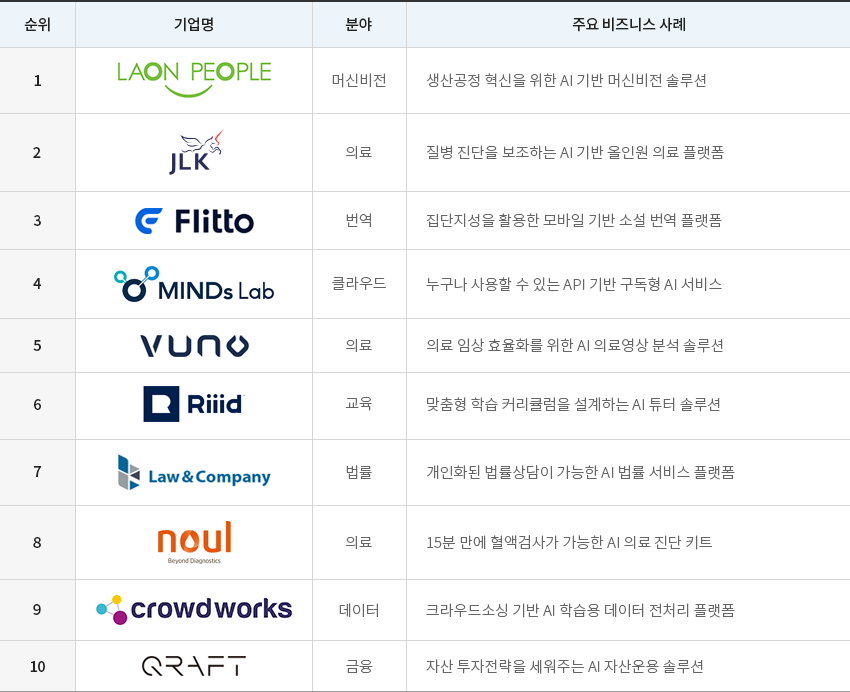 순위 기업명 분야 주요 비즈니스 사례
1 LAON PEOPLE 머신비전 생산공정 혁신을 위한 AI 기반 머신비전 솔루션
2 JLK 의료 질병 진단을 보조하는 AI 기반 올인원 의료 플랫폼
3 Flitto 번역 집단지성을 활용한 모바일 기반 소설 번역 플랫폼
4 MINDs Lab 클라우드 누구나 사용할 수 있는 API 기반 구독형 AI 서비스
5 VUNO 의료 의료 임상 효율화를 위한 AI 의료영상 분석 솔루션
6 Riiid 교육 맞춤형 학습 커리큘럼을 설계하는 AI 튜터 솔루션
7 Law&Company 법률 개인화된 법률상담이 가능한 AI 법률 서비스 플랫폼
8 noul 의료 15분 만에 혈액검사가 가능한 AI 의료 진단 키트
Beyond Diagnostics
9 crowdworks 데이터 크라우드소싱 기반 AI 학습용 데이터 전처리 플랫폼
10 QRAFT 금융 자산 투자전략을 세워주는 AI 자산운용 솔루션